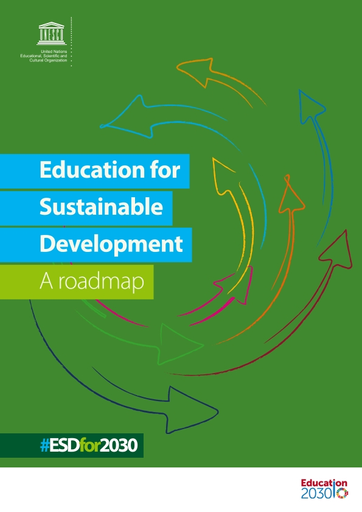 United Nations
Educational, Scientific and
Cultural Organization
Education for
Sustainable
Development
A roadmap
#ESDfor2030
Education
2030